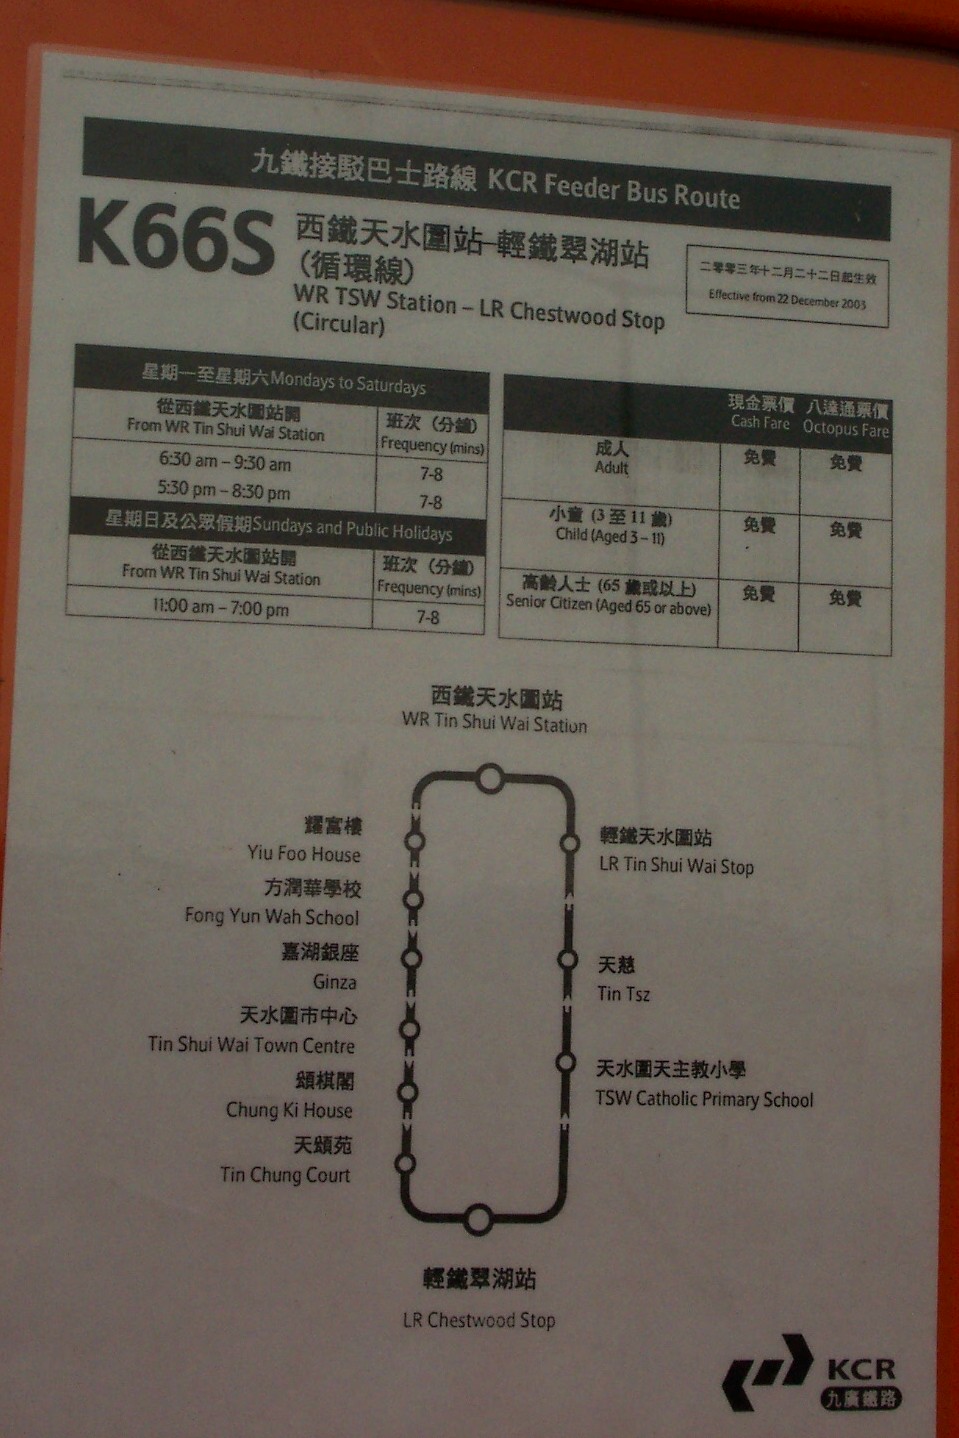 九鐵接駁巴士路線 KCR Feeder Bus Route
K66S
西鐵天水圍站–輕鐵翠湖站
(循環線)
WR TSW Station – LR Chestwood Stop
(Circular)
二零零三年十二月二十二日起生效
Effective from 22 December 2003
星期一至星期六Mondays to Saturdays
從西鐵天水圍站開 班次 (分鐘)
From WR Tin Shui Wai Station Frequency (mins)
6:30 am – 9:30 am 7-8
5:30 pm – 8:30 pm 7-8
星期日及公眾假期Sundays and Public Holidays
從西鐵天水圍站開 班次 (分鐘)
From WR Tin Shui Wai Station Frequency (mins)
11:00 am – 7:00 pm 7-8
現金票價 八達通票價
Cash Fare Octopus Fare
成人 免費 免費
Adult
小童 (3 至 11 歲) 免費 免費
Child (Aged 3 – 11)
高齡人士 (65 歲或以上) 免費 免費
Senior Citizen (Aged 65 or above)
西鐵天水圍站
WR Tin Shui Wai Station
耀富樓
Yiu Foo House
方潤華學校
Fong Yun Wah School
嘉湖銀座
Ginza
天水圍市中心
Tin Shui Wai Town Centre
頌棋閣
Chung Ki House
天頌苑
Tin Chung Court
輕鐵天水圍站
LR Tin Shui Wai Stop
天慈
Tin Tsz
天水圍天主教小學
TSW Catholic Primary School
輕鐵翠湖站
LR Chestwood Stop
KCR
九廣鐵路